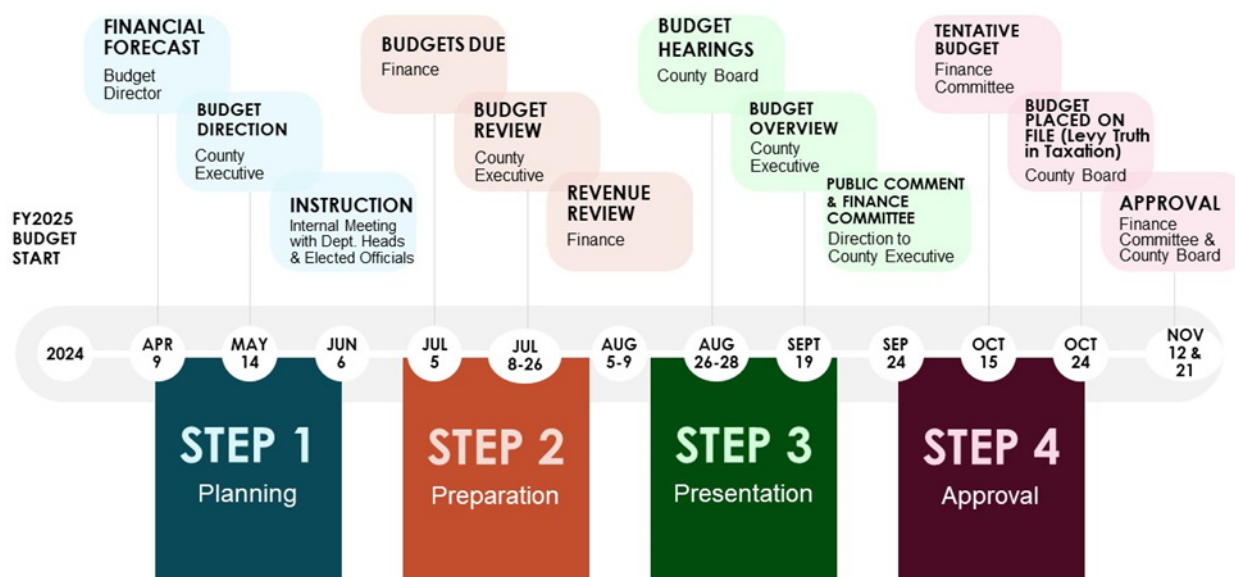 FINANCIAL
FORECAST
Budget
Director
BUDGET
DIRECTION
County
Executive
INSTRUCTION
Internal Meeting
with Dept. Heads
& Elected Officials
BUDGETS DUE
Finance
BUDGET
REVIEW
County
Executive
REVENUE
REVIEW
Finance
BUDGET
HEARINGS
County Board
BUDGET
OVERVIEW
County
Executive
PUBLIC COMMENT
& FINANCE
COMMITTEE
Direction to
County Executive
TENTATIVE
BUDGET
Finance
Committee
BUDGET
PLACED ON
FILE (Levy Truth
in Taxation)
County Board
APPROVAL
Finance
Committee &
County Board
FY2025
BUDGET
START
2024
APR
9
MAY
14
JUN
6
JUL
5
JUL
8-26
AUG
5-9
AUG
26-28
SEPT
19
SEP
24
OCT
15
OCT
24
NOV
12 &
21
STEP 1
Planning
STEP 2
Preparation
STEP 3
Presentation
STEP 4
Approval